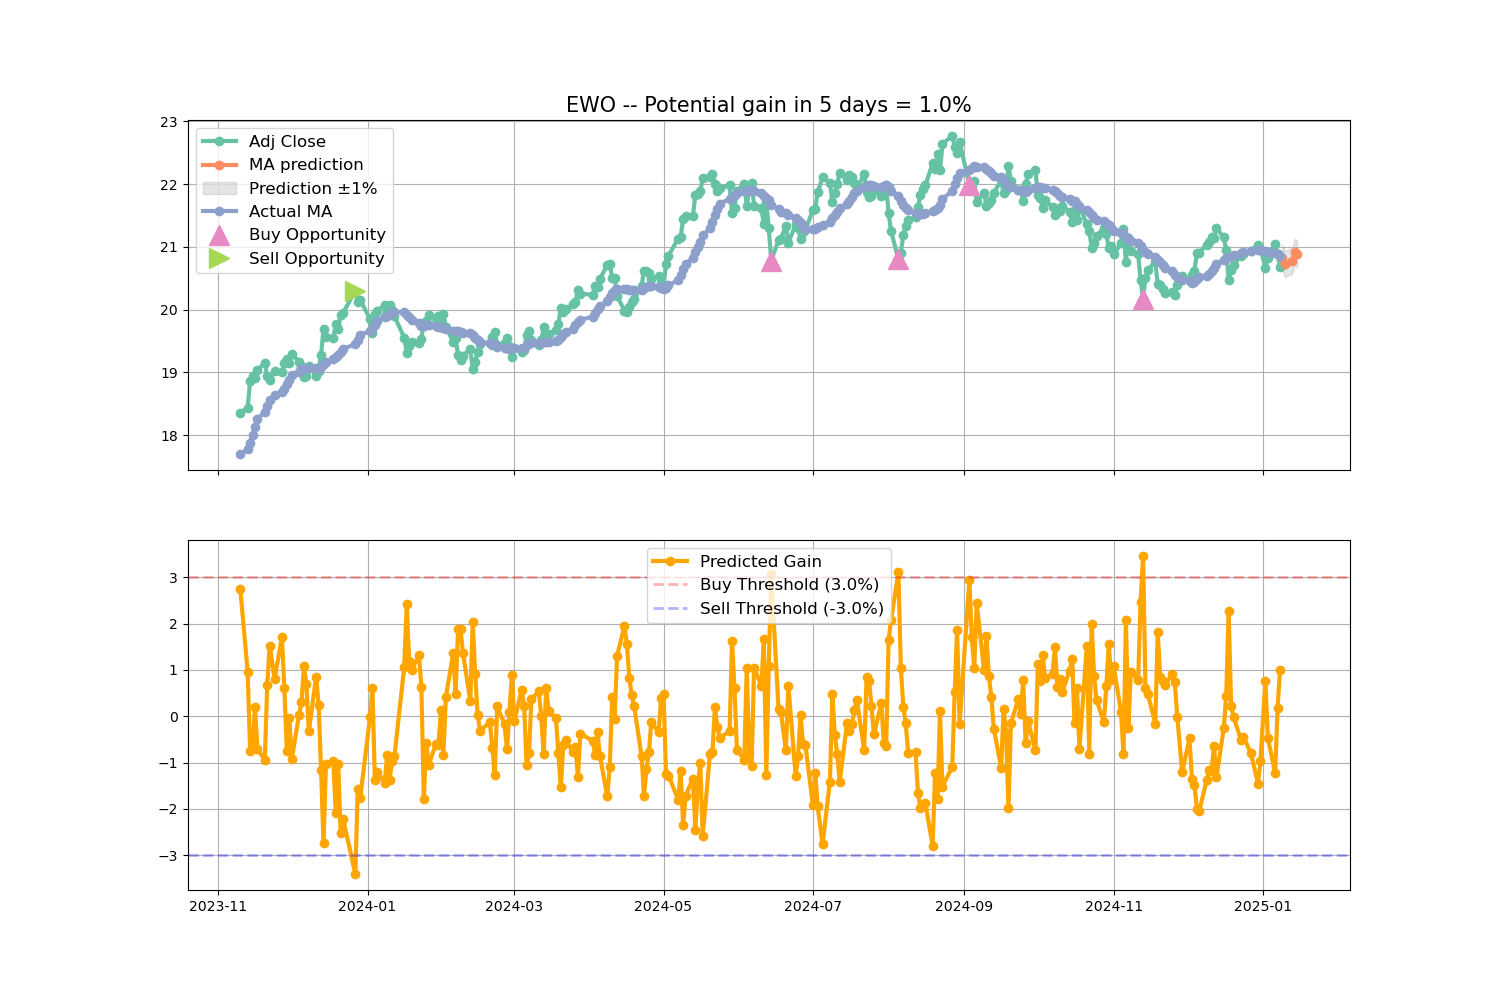 EWO -- Potential gain in 5 days = 1.0%
23
22
21
20
19
18
Adj Close
MA prediction
Prediction ±1%
Actual MA
Buy Opportunity
Sell Opportunity
3
2
1
0
−1
−2
−3
Predicted Gain
Buy Threshold (3.0%)
Sell Threshold (-3.0%)
2023-11
2024-01
2024-03
2024-05
2024-07
2024-09
2024-11
2025-01